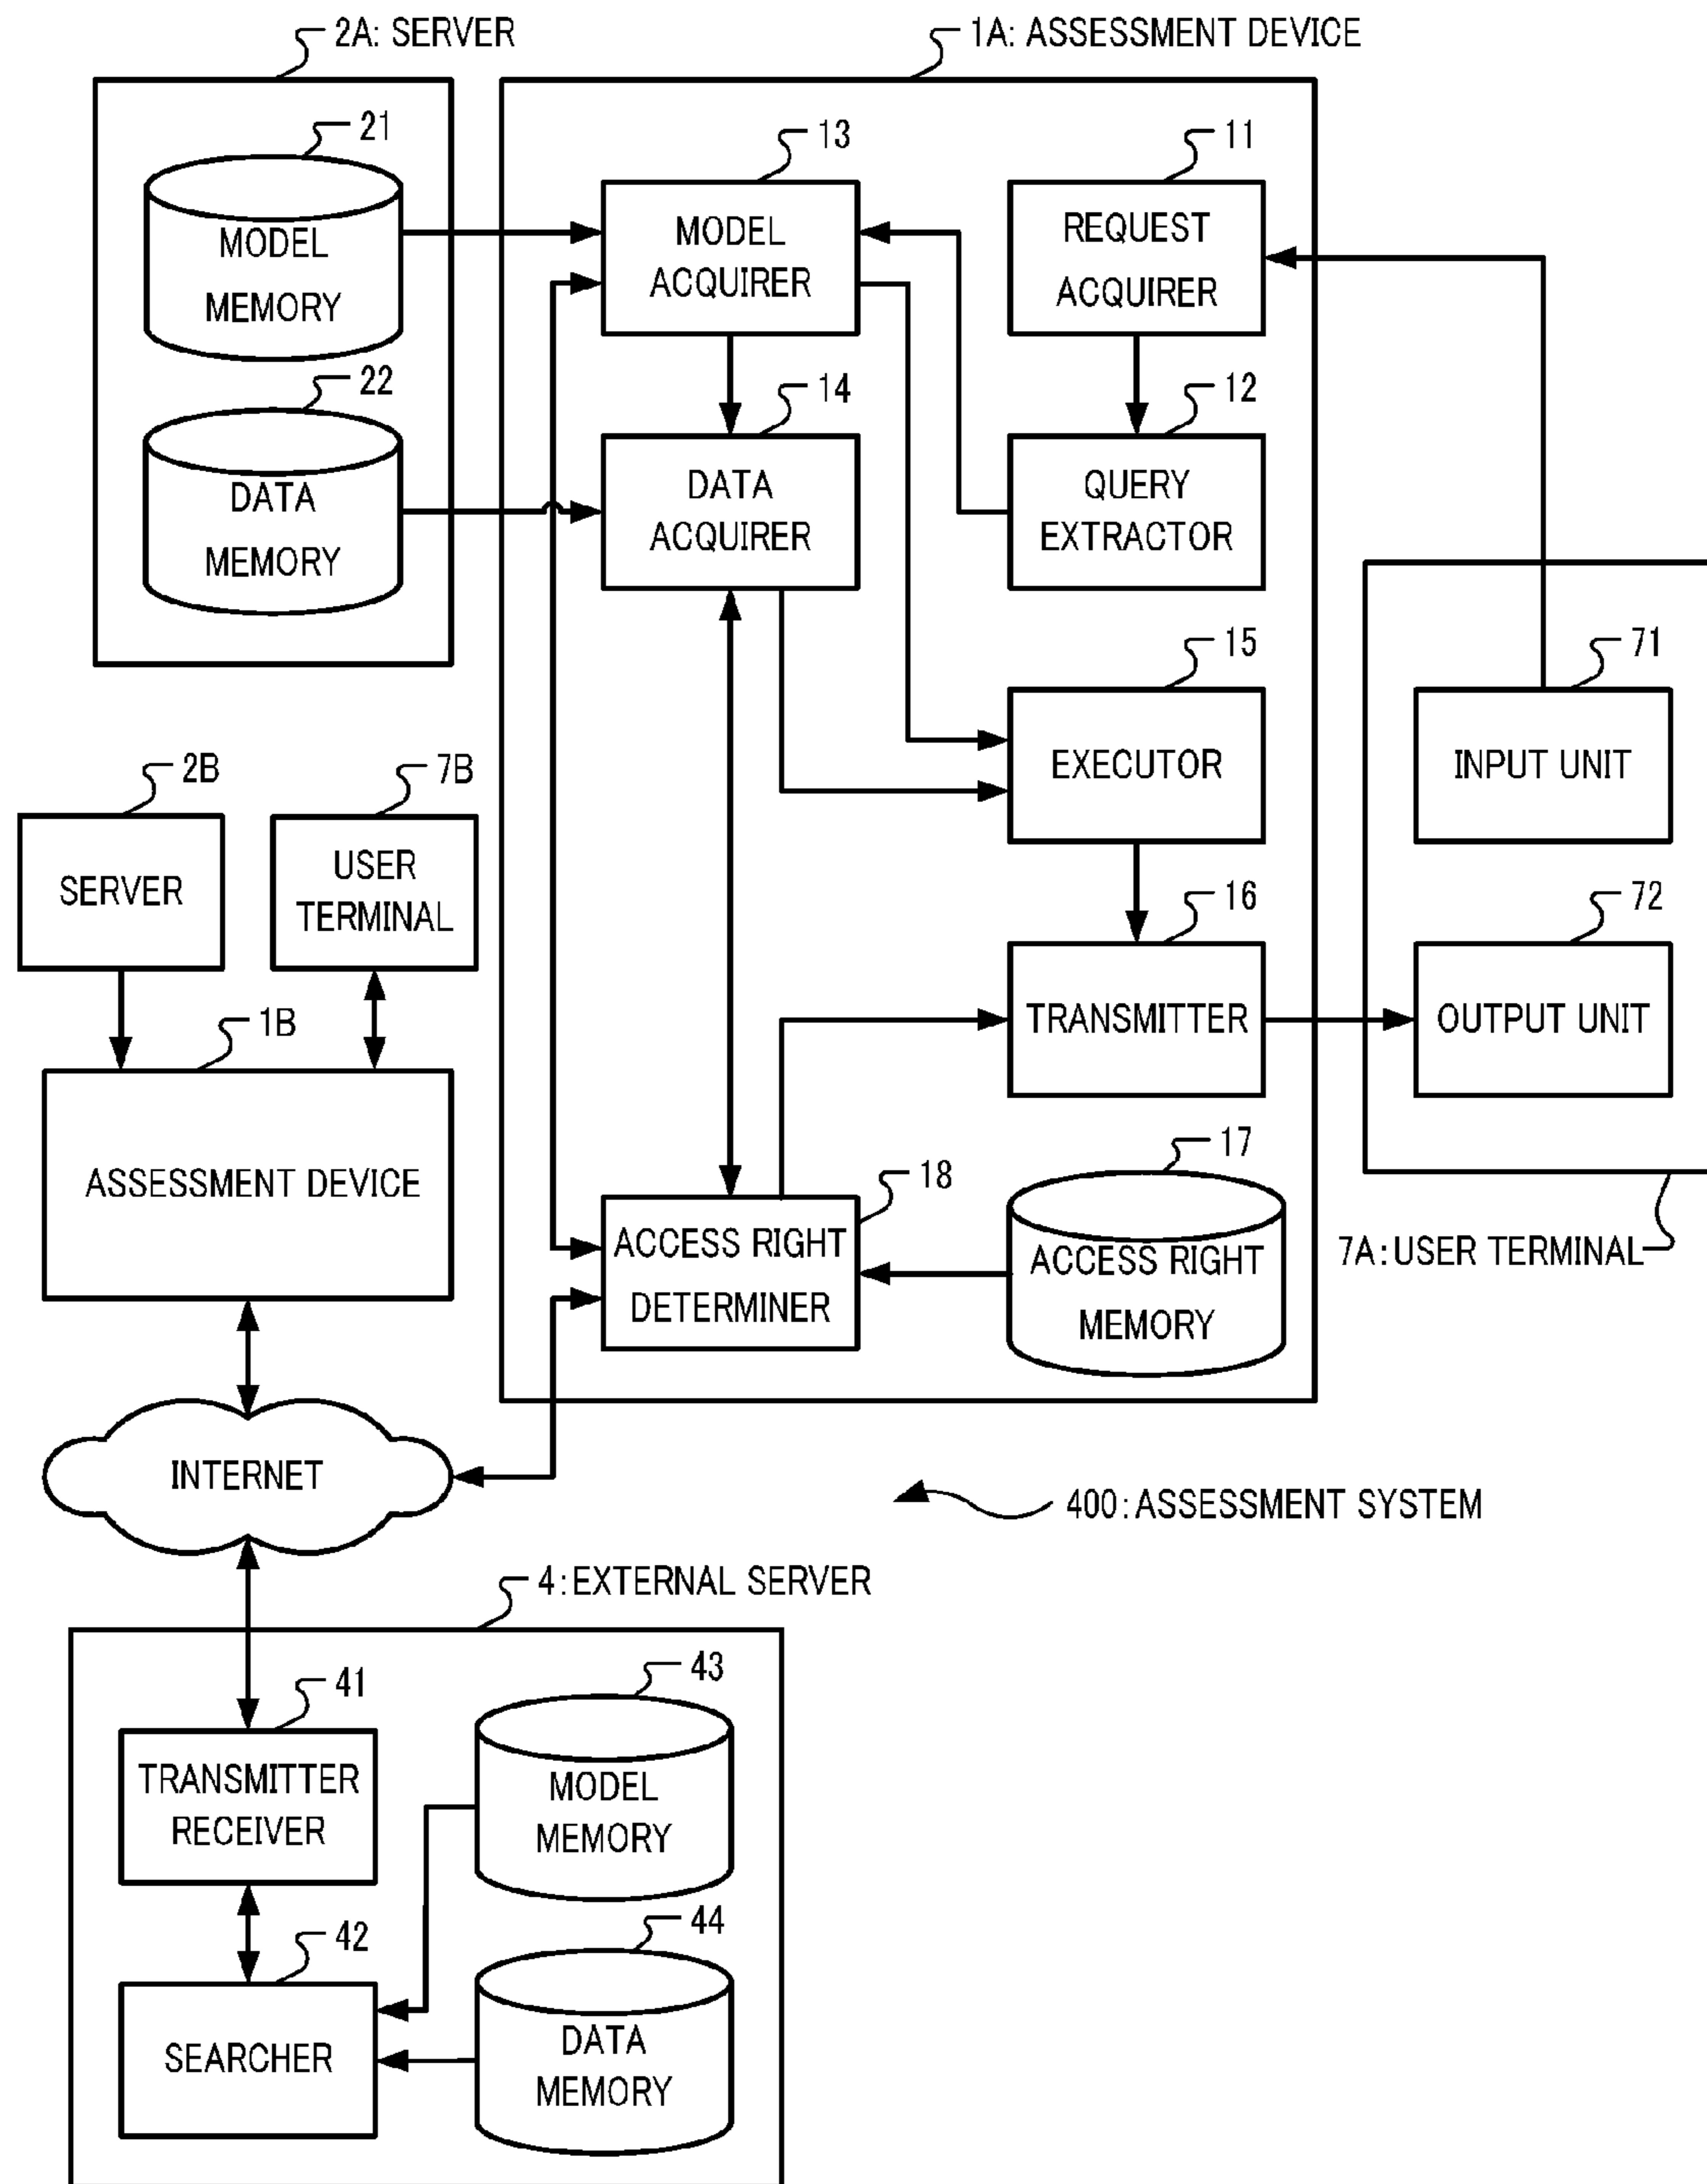 2A: SERVER
1A: ASSESSMENT DEVICE
21
MODEL
MEMORY
22
DATA
MEMORY
13
MODEL
ACQUIRER
11
REQUEST
ACQUIRER
14
DATA
ACQUIRER
12
QUERY
EXTRACTOR
15
EXECUTOR
71
INPUT UNIT
2B
SERVER
7B
USER
TERMINAL
16
TRANSMITTER
72
OUTPUT UNIT
1B
ASSESSMENT DEVICE
18
ACCESS RIGHT
DETERMINER
17
ACCESS RIGHT
MEMORY
7A: USER TERMINAL
INTERNET
400: ASSESSMENT SYSTEM
4: EXTERNAL SERVER
41
TRANSMITTER
RECEIVER
43
MODEL
MEMORY
42
SEARCHER
44
DATA
MEMORY